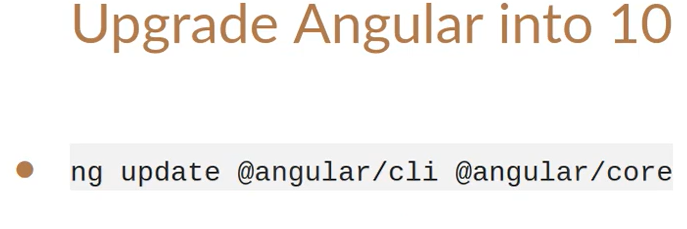 Upgrade Angular into 10
ng update @angular/cli @angular/core